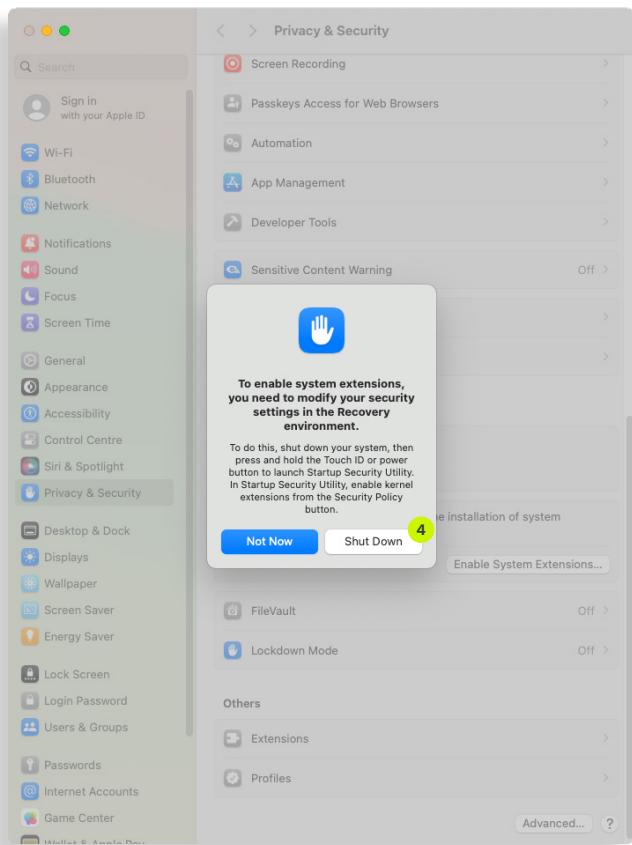 Privacy & Security
Search
Sign in
with your Apple ID
Wi-Fi
Bluetooth
Network
Notifications
Sound
Focus
Screen Time
General
Appearance
Accessibility
Control Centre
Siri & Spotlight
Privacy & Security
Desktop & Dock
Displays
Wallpaper
Screen Saver
Energy Saver
Lock Screen
Login Password
Users & Groups
Passwords
Internet Accounts
Game Center
Screen Recording
Passkeys Access for Web Browsers
Automation
App Management
Developer Tools
Sensitive Content Warning Off
To enable system extensions,
you need to modify your security
settings in the Recovery
environment.
To do this, shut down your system, then
press and hold the Touch ID or power
button to launch Startup Security Utility.
In Startup Security Utility, enable kernel
extensions from the Security Policy
button.
4
Not Now Shut Down
installation of system
Enable System Extensions...
FileVault Off
Lockdown Mode Off
Others
Extensions
Profiles
Advanced... ?